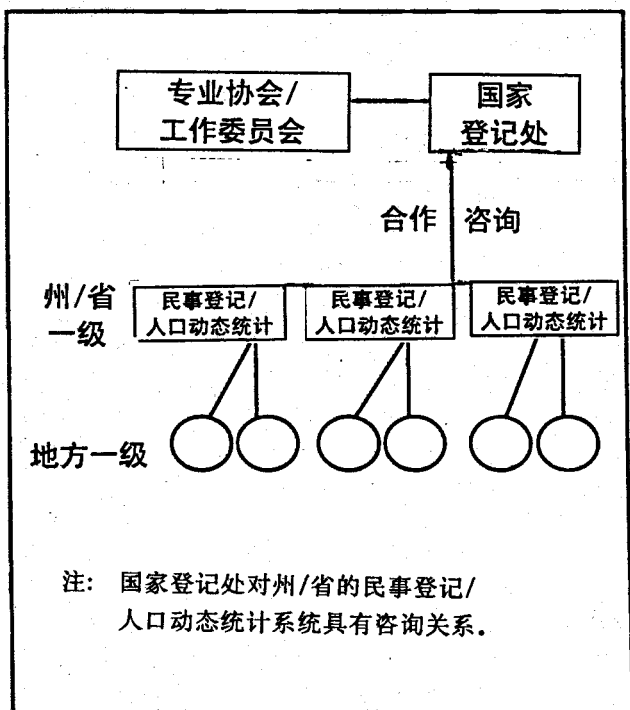 专业协会/
工作委员会
国家
登记处
合作 咨询
州/省
一级
民事登记/
人口动态统计
民事登记/
人口动态统计
民事登记/
人口动态统计
地方一级
注: 国家登记处对州/省的民事登记/
人口动态统计系统具有咨询关系.